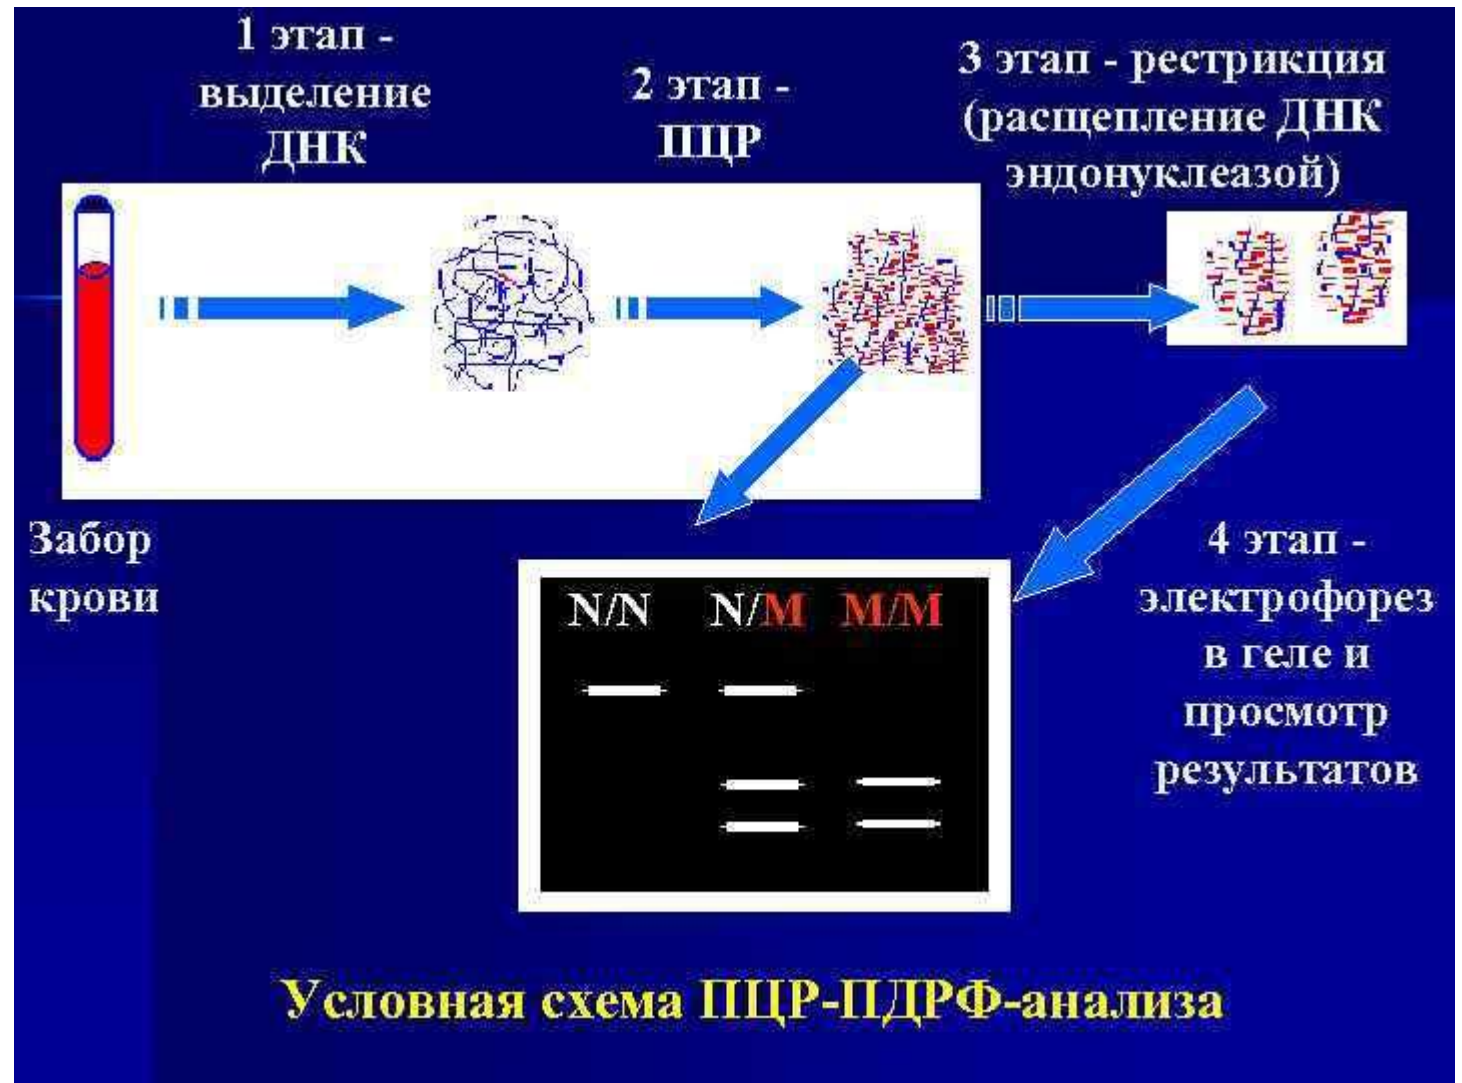 1 этап -
выделение
ДНК
2 этап -
ПЦР
3 этап - рестрикция
(расщепление ДНК
эндонуклеазой)
Забор
крови
4 этап -
электрофорез
в геле и
просмотр
результатов
N/N N/M M/M
Условная схема ПЦР-ПДРФ-анализа